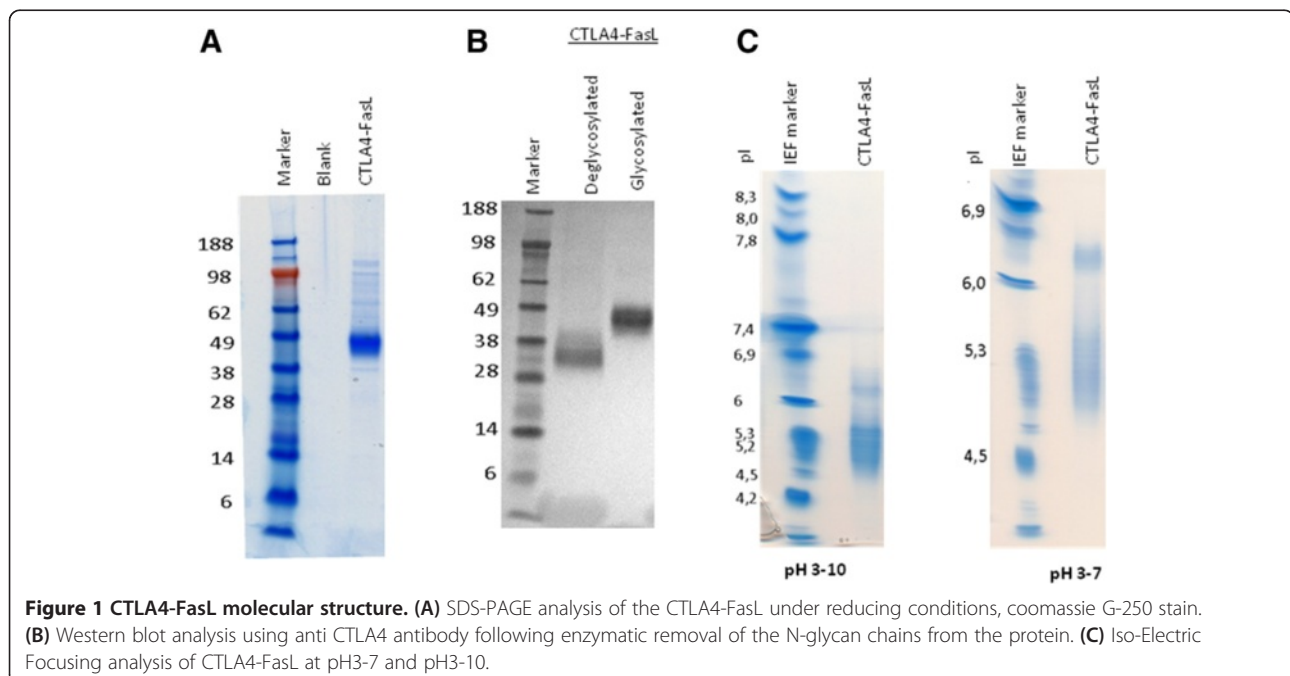 A
Marker
Blank
CTLA4-FasL
188
98
62
49
38
28
14
6
B
CTLA4-FasL
Marker
Deglycosylated
Glycosylated
188
98
62
49
38
28
14
6
C
pI
IEF marker
CTLA4-FasL
8,3
8,0
7,8
7,4
6,9
6
5,3
5,2
4,5
4,2
pH 3-10
pI
IEF marker
CTLA4-FasL
6,9
6,0
5,3
4,5
pH 3-7
Figure 1 CTLA4-FasL molecular structure. (A) SDS-PAGE analysis of the CTLA4-FasL under reducing conditions, coomassie G-250 stain.
(B) Western blot analysis using anti CTLA4 antibody following enzymatic removal of the N-glycan chains from the protein. (C) Iso-Electric
Focusing analysis of CTLA4-FasL at pH3-7 and pH3-10.